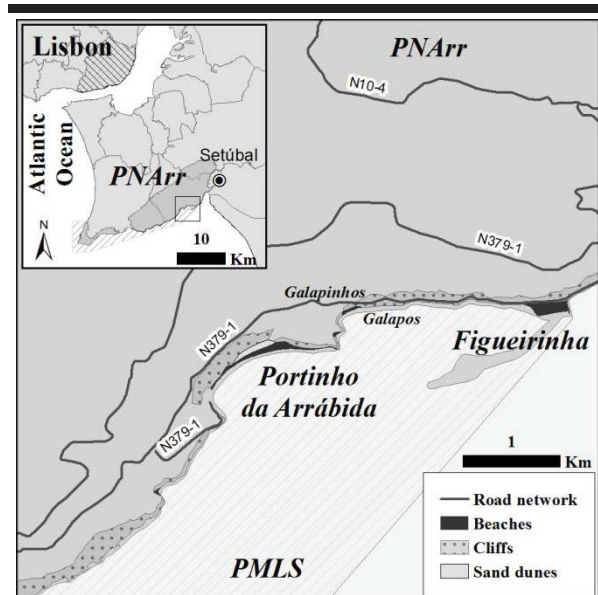 Lisbon
Atlantic
Ocean
PNArr
Setúbal
N
10
Km
PNArr
N10-4
N379-1
Galapinhos
Galapos
N379-1
Figueirinha
Portinho
da Arrábida
N379-1
1
Km
PMLS
Road network
Beaches
Cliffs
Sand dunes